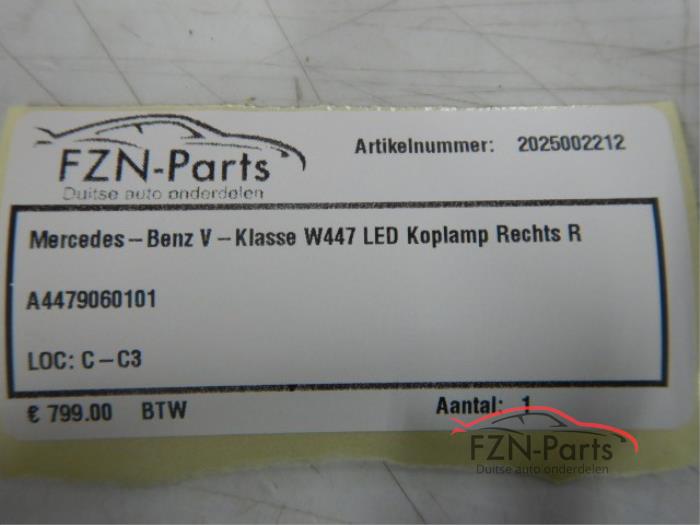 FZN-Parts
Duitse auto onderdelen
Artikelnummer: 2025002212
Mercedes-Benz V-Klasse W447 LED Koplamp Rechts R
A4479060101
LOC: C-C3
€ 799.00 BTW
Aantal: 1
FZN-Parts
Duitse auto onderdelen